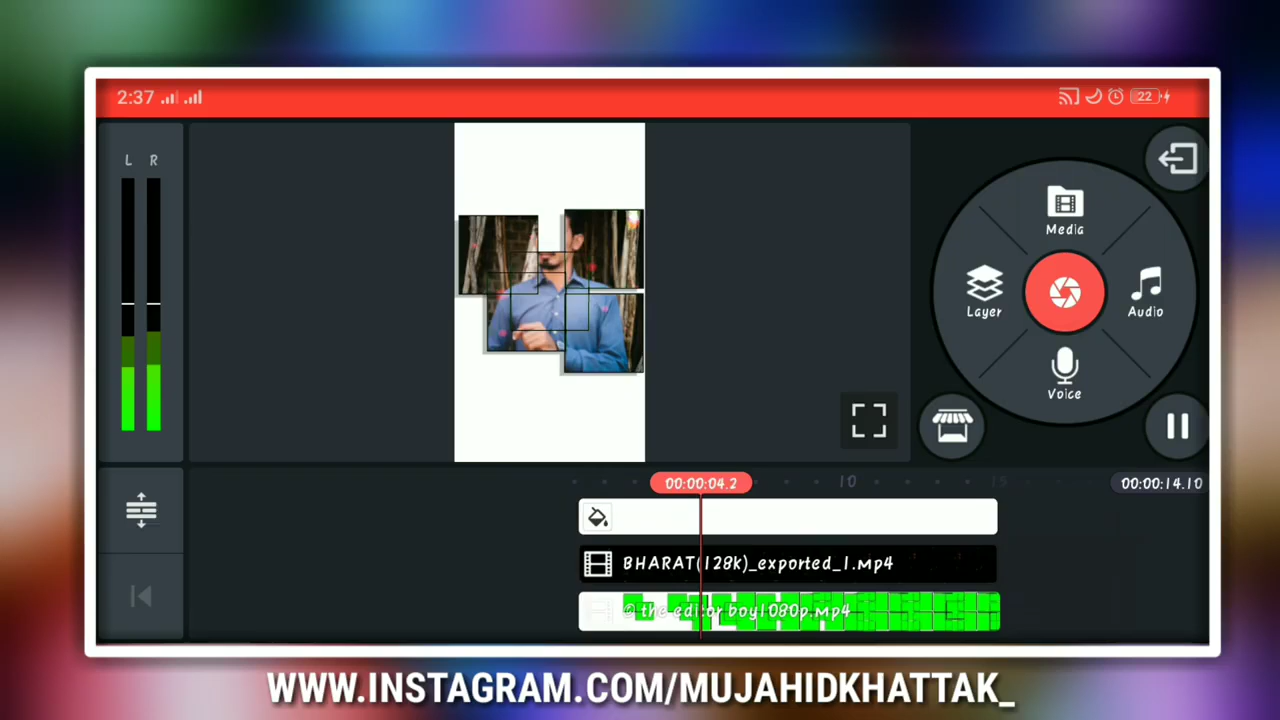 2:37
22
L R
Media
Layer
Audio
Voice
00:00:04.2
10
15
00:00:14.10
BHARAT(128k)_exported_1.mp4
@ the editor boy1080p.mp4
WWW.INSTAGRAM.COM/MUJAHIDKHATTAK_